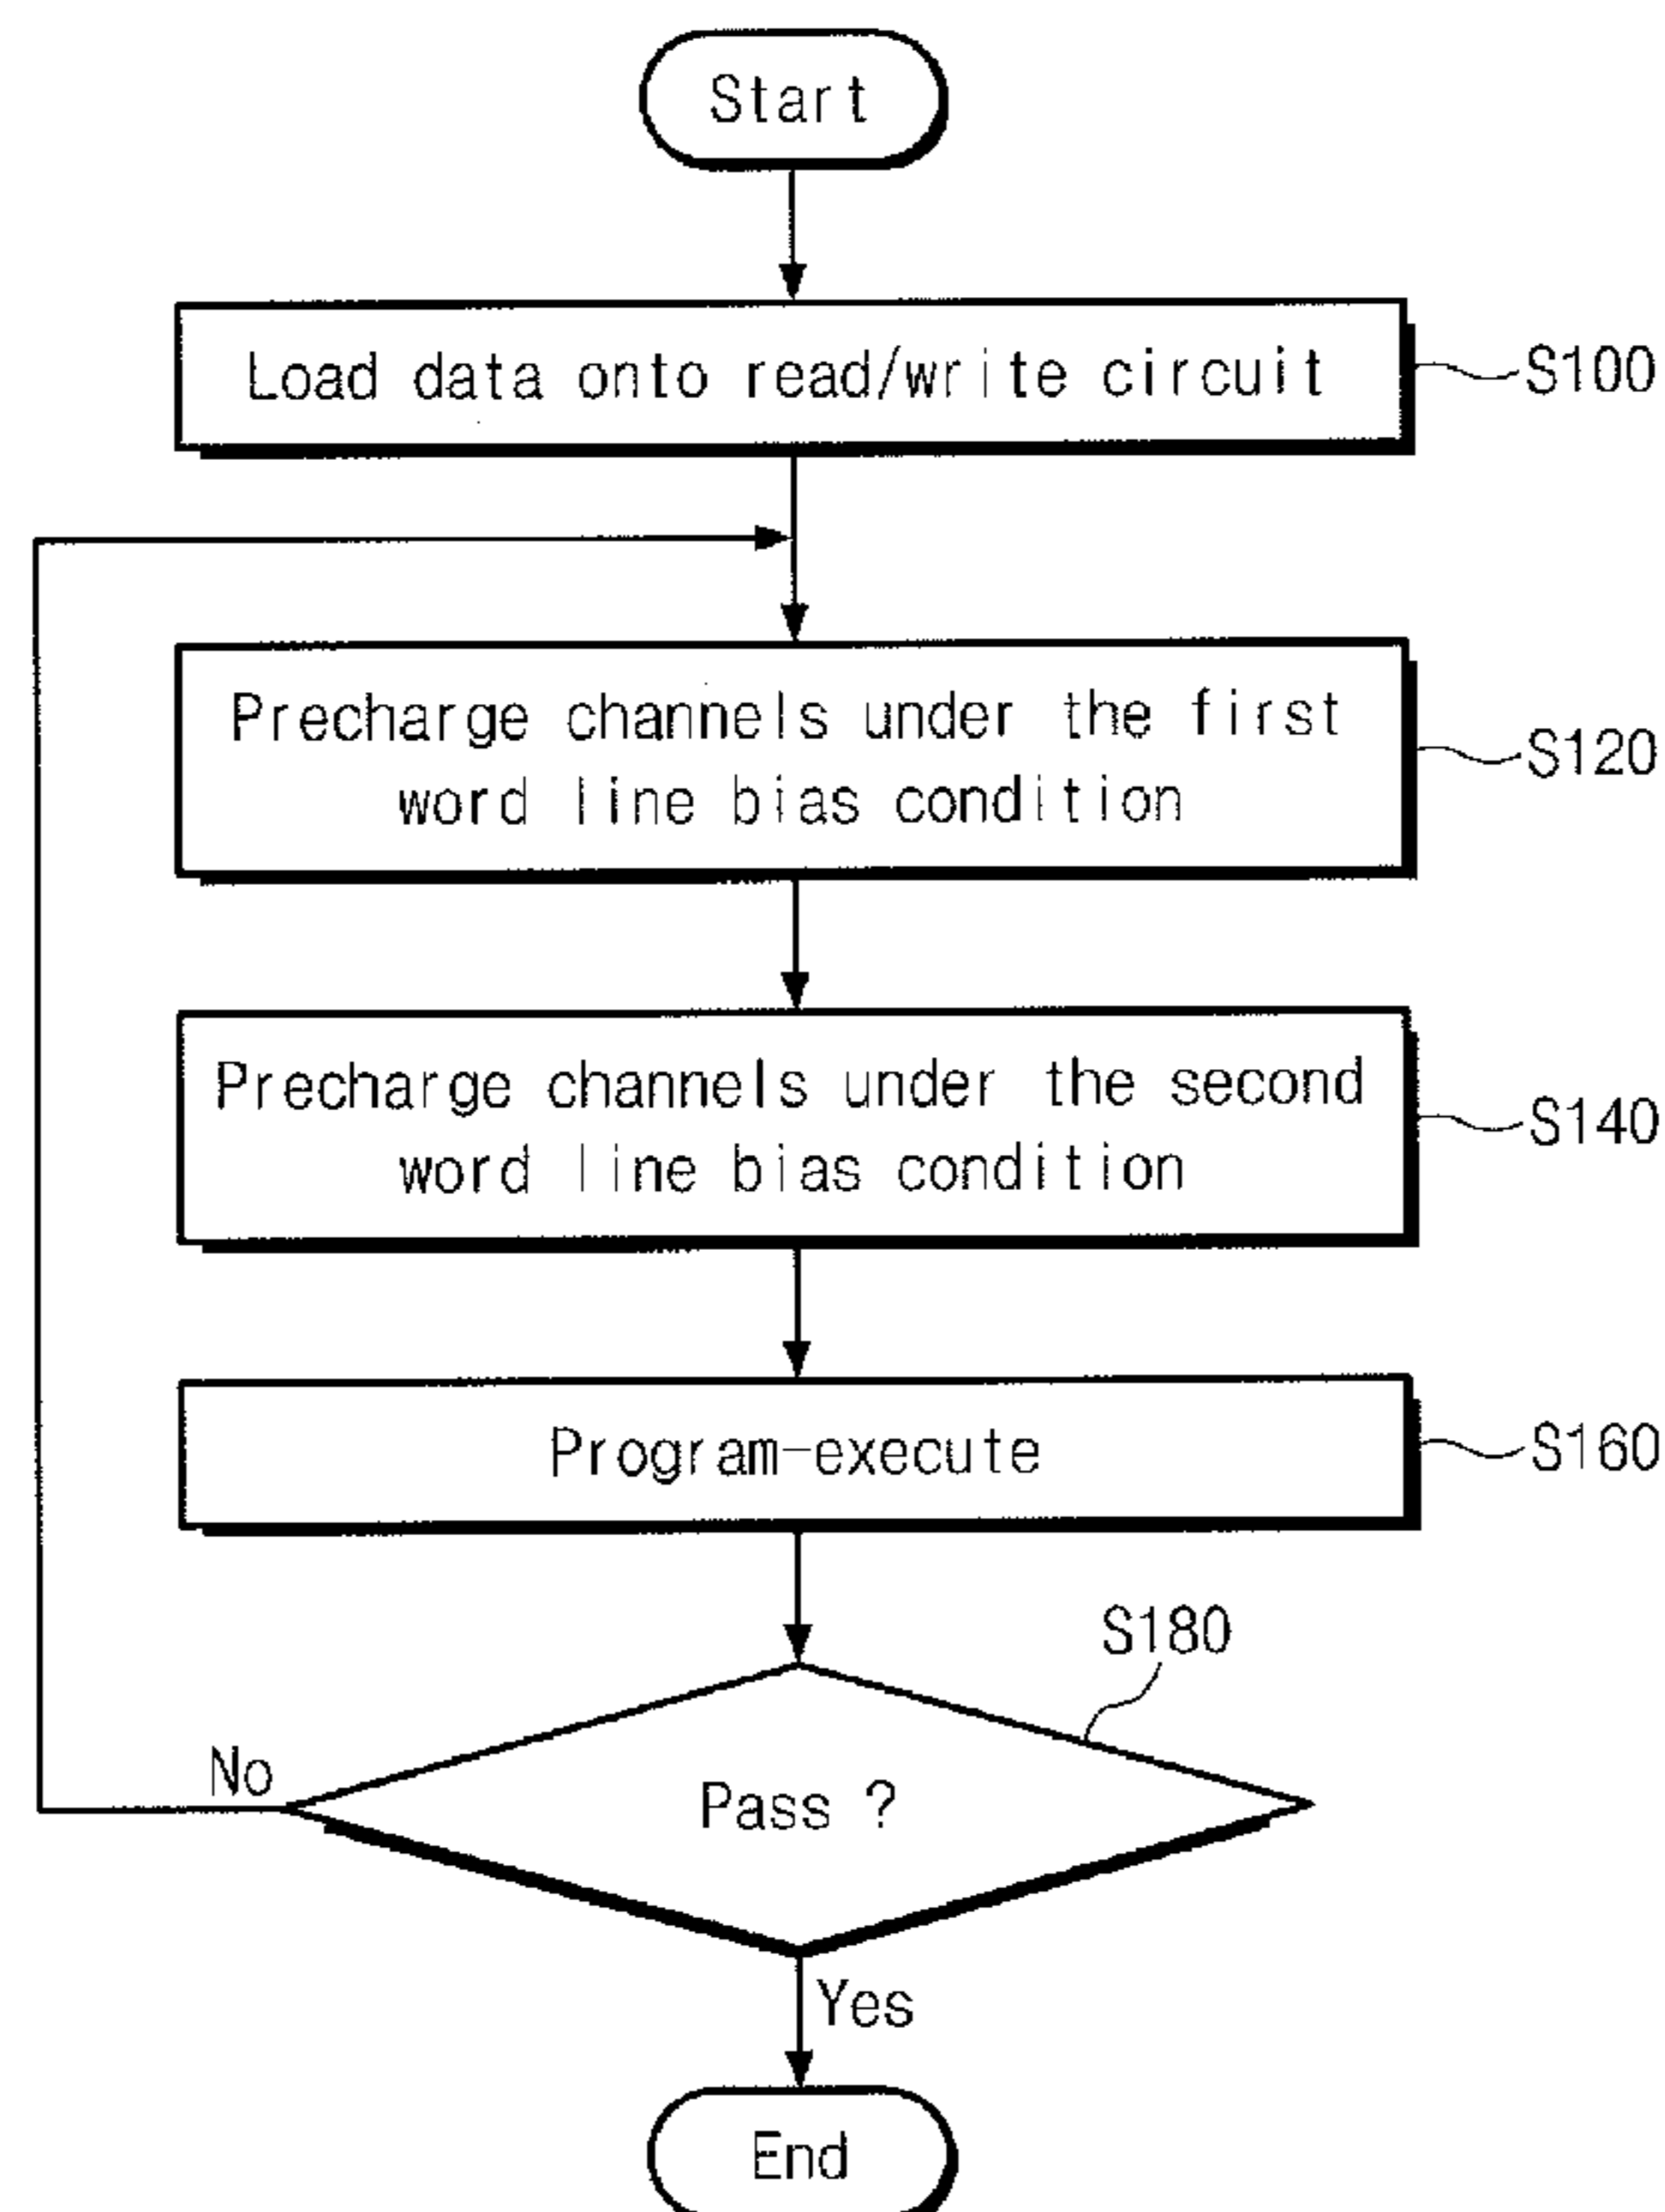 Start
Load data onto read/write circuit
S100
Precharge channels under the first
word line bias condition
S120
Precharge channels under the second
word line bias condition
S140
Program-execute
S160
S180
No
Pass ?
Yes
End